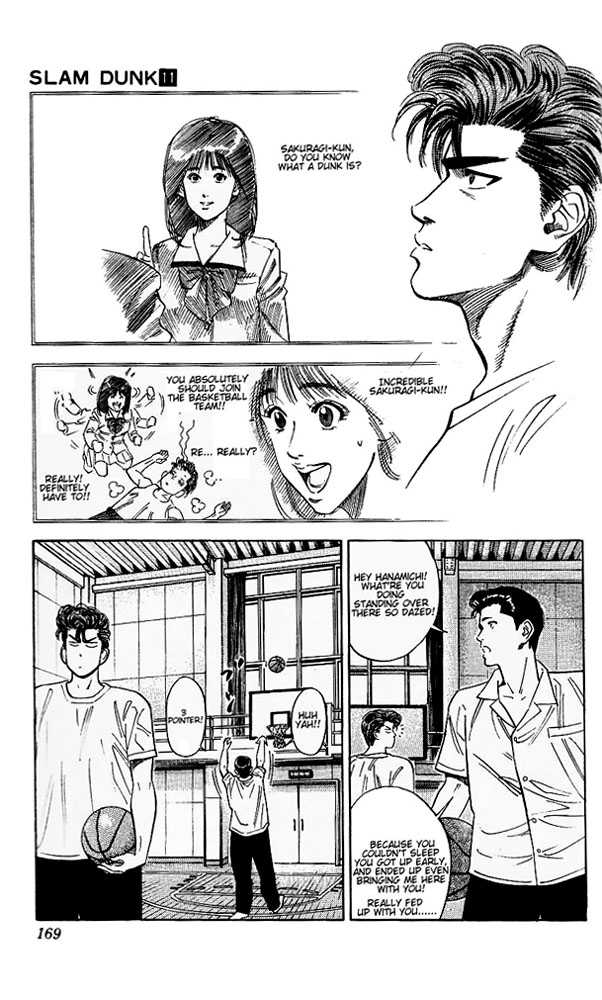 SLAM DUNK 11
SAKURAGI-KUN,
DO YOU KNOW
WHAT A DUNK IS?
YOU ABSOLUTELY
SHOULD JOIN
THE BASKETBALL
TEAM!!
INCREDIBLE
SAKURAGI-KUN!!
RE... REALLY?
REALLY!
DEFINITELY
HAVE TO!!
3
POINTER!
HUH
YAH!!
HEY HANAMICHI!
WHAT'RE YOU
DOING
STANDING OVER
THERE SO DAZED!
BECAUSE YOU
COULDN'T SLEEP
YOU GOT UP EARLY,
AND ENDED UP EVEN
BRINGING ME HERE
WITH YOU!
REALLY FED
UP WITH YOU......
169